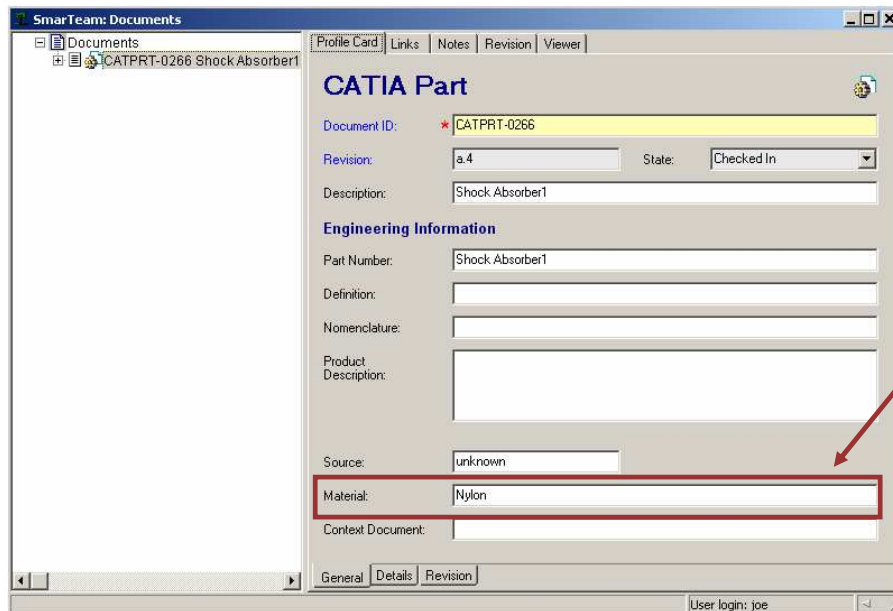 SmarTeam: Documents
Documents
CATPRT-0266 Shock Absorber1
Profile Card Links Notes Revision Viewer
CATIA Part
Document ID: * CATPRT-0266
Revision: a.4 State: Checked In
Description: Shock Absorber1
Engineering Information
Part Number: Shock Absorber1
Definition:
Nomenclature:
Product
Description:
Source: unknown
Material: Nylon
Context Document:
General Details Revision
User login: joe